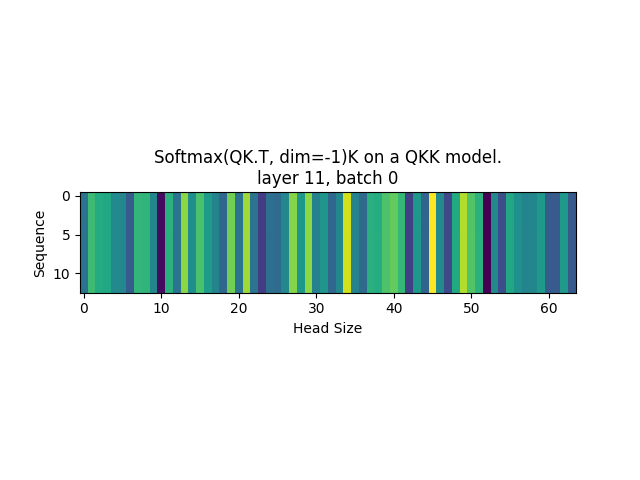 Softmax(QK.T, dim=-1)K on a QKK model.
layer 11, batch 0
0
5
10
Sequence
0 10 20 30 40 50 60
Head Size